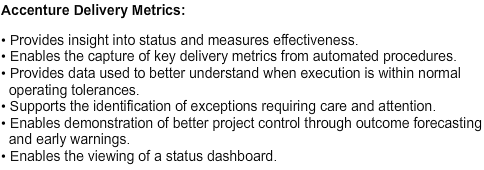 Accenture Delivery Metrics:
• Provides insight into status and measures effectiveness.
• Enables the capture of key delivery metrics from automated procedures.
• Provides data used to better understand when execution is within normal
operating tolerances.
• Supports the identification of exceptions requiring care and attention.
• Enables demonstration of better project control through outcome forecasting
and early warnings.
• Enables the viewing of a status dashboard.